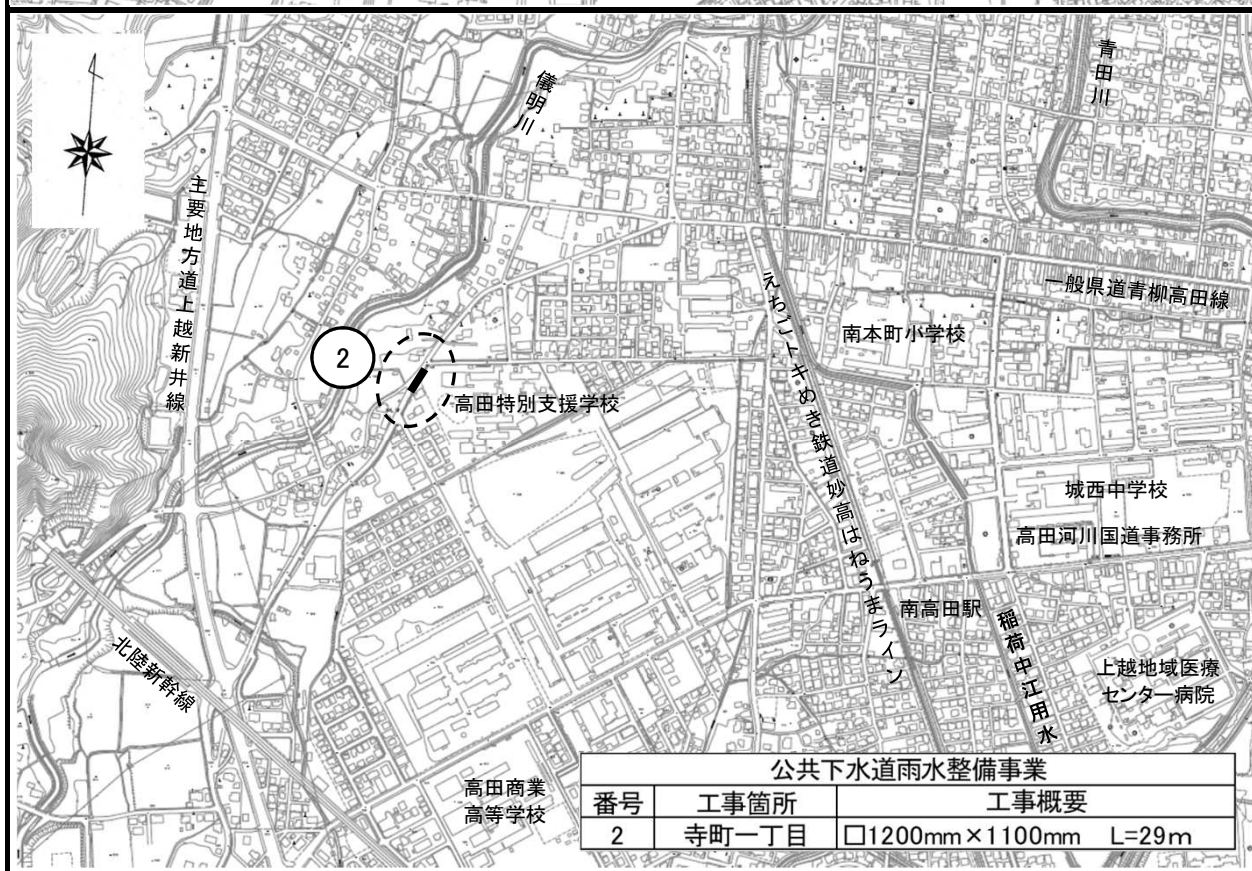 儀明川
青田川
主要地方道上越新井線
えちごトキめき鉄道妙高はねうまライン
一般県道青柳高田線
南本町小学校
2
高田特別支援学校
城西中学校
高田河川国道事務所
南高田駅
稲荷中江用水
北陸新幹線
上越地域医療
センター病院
高田商業
高等学校
公共下水道雨水整備事業
番号 工事箇所 工事概要
2 寺町一丁目 □1200mm×1100mm L=29m